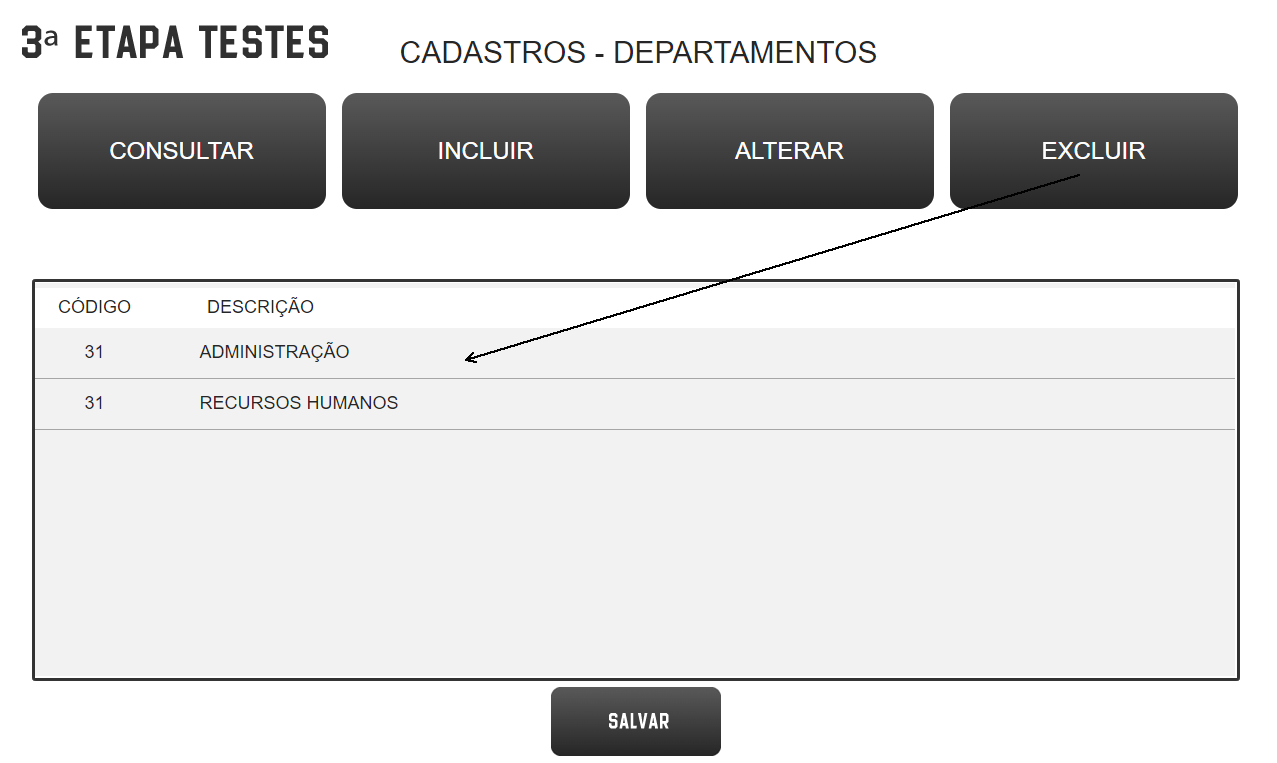 3ª ETAPA TESTES
CADASTROS - DEPARTAMENTOS
CONSULTAR
INCLUIR
ALTERAR
EXCLUIR
CÓDIGO DESCRIÇÃO
31 ADMINISTRAÇÃO
31 RECURSOS HUMANOS
SALVAR